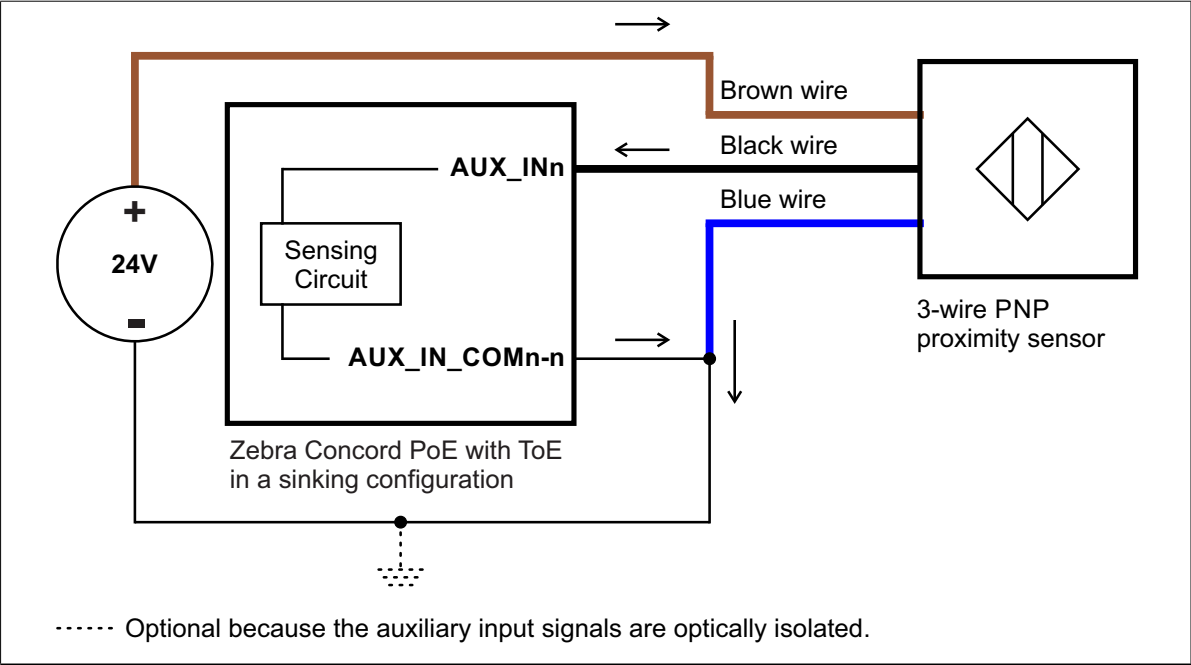 Brown wire
Black wire
AUX_INn
Blue wire
+
24V
-
Sensing
Circuit
AUX_IN_COMn-n
3-wire PNP
proximity sensor
Zebra Concord PoE with ToE
in a sinking configuration
Optional because the auxiliary input signals are optically isolated.